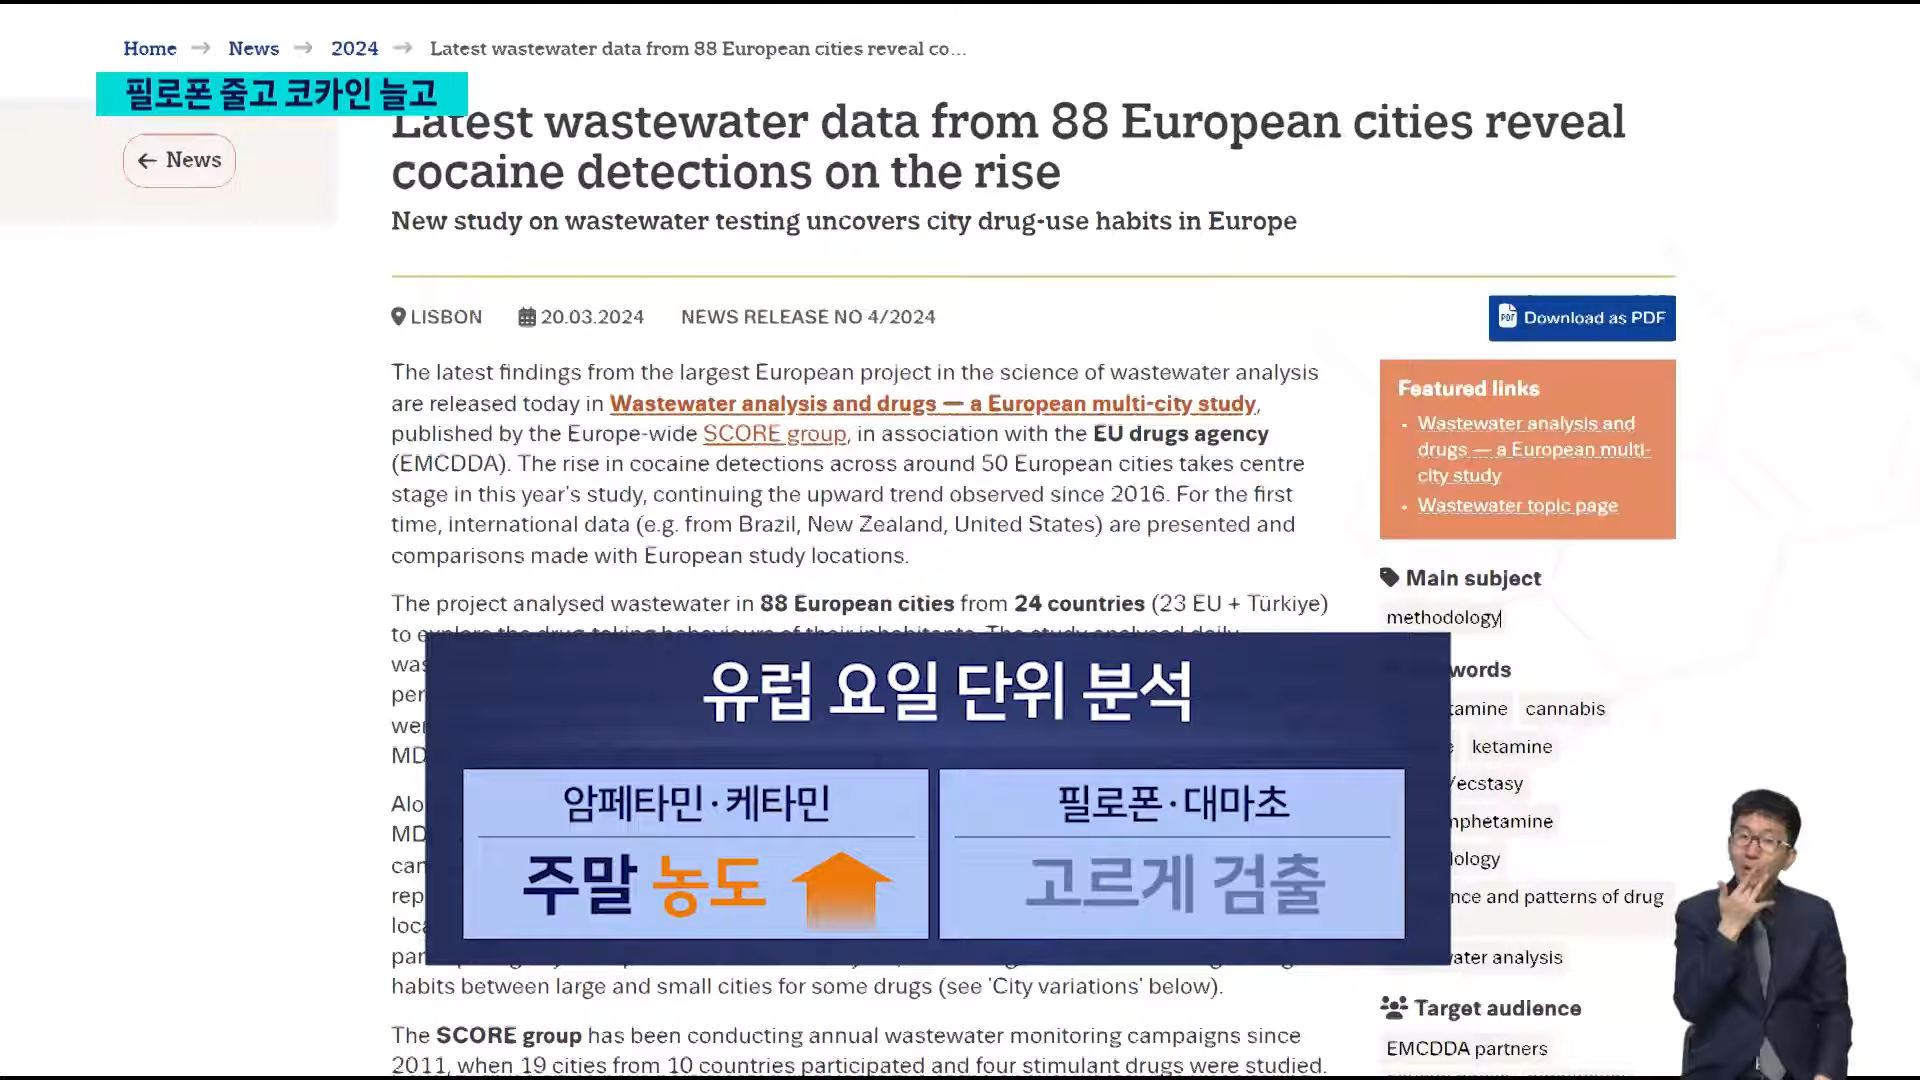 Home → News → 2024 → Latest wastewater data from 88 European cities reveal co...
필로폰 줄고 코카인 늘고
← News
Latest wastewater data from 88 European cities reveal
cocaine detections on the rise
New study on wastewater testing uncovers city drug-use habits in Europe
LISBON 20.03.2024 NEWS RELEASE NO 4/2024
Download as PDF
The latest findings from the largest European project in the science of wastewater analysis
are released today in Wastewater analysis and drugs — a European multi-city study,
published by the Europe-wide SCORE group, in association with the EU drugs agency
(EMCDDA). The rise in cocaine detections across around 50 European cities takes centre
stage in this year's study, continuing the upward trend observed since 2016. For the first
time, international data (e.g. from Brazil, New Zealand, United States) are presented and
comparisons made with European study locations.
The project analysed wastewater in 88 European cities from 24 countries (23 EU + Türkiye)
habits between large and small cities for some drugs (see 'City variations' below).
The SCORE group has been conducting annual wastewater monitoring campaigns since
2011, when 19 cities from 10 countries participated and four stimulant drugs were studied.
유럽 요일 단위 분석
암페타민·케타민
주말 농도
필로폰·대마초
고르게 검출
Featured links
Wastewater analysis and
drugs — a European multi-
city study
Wastewater topic page
Main subject
methodology
cannabis
ketamine
/ecstasy
nce and patterns of drug
analysis
Target audience
EMCDDA partners